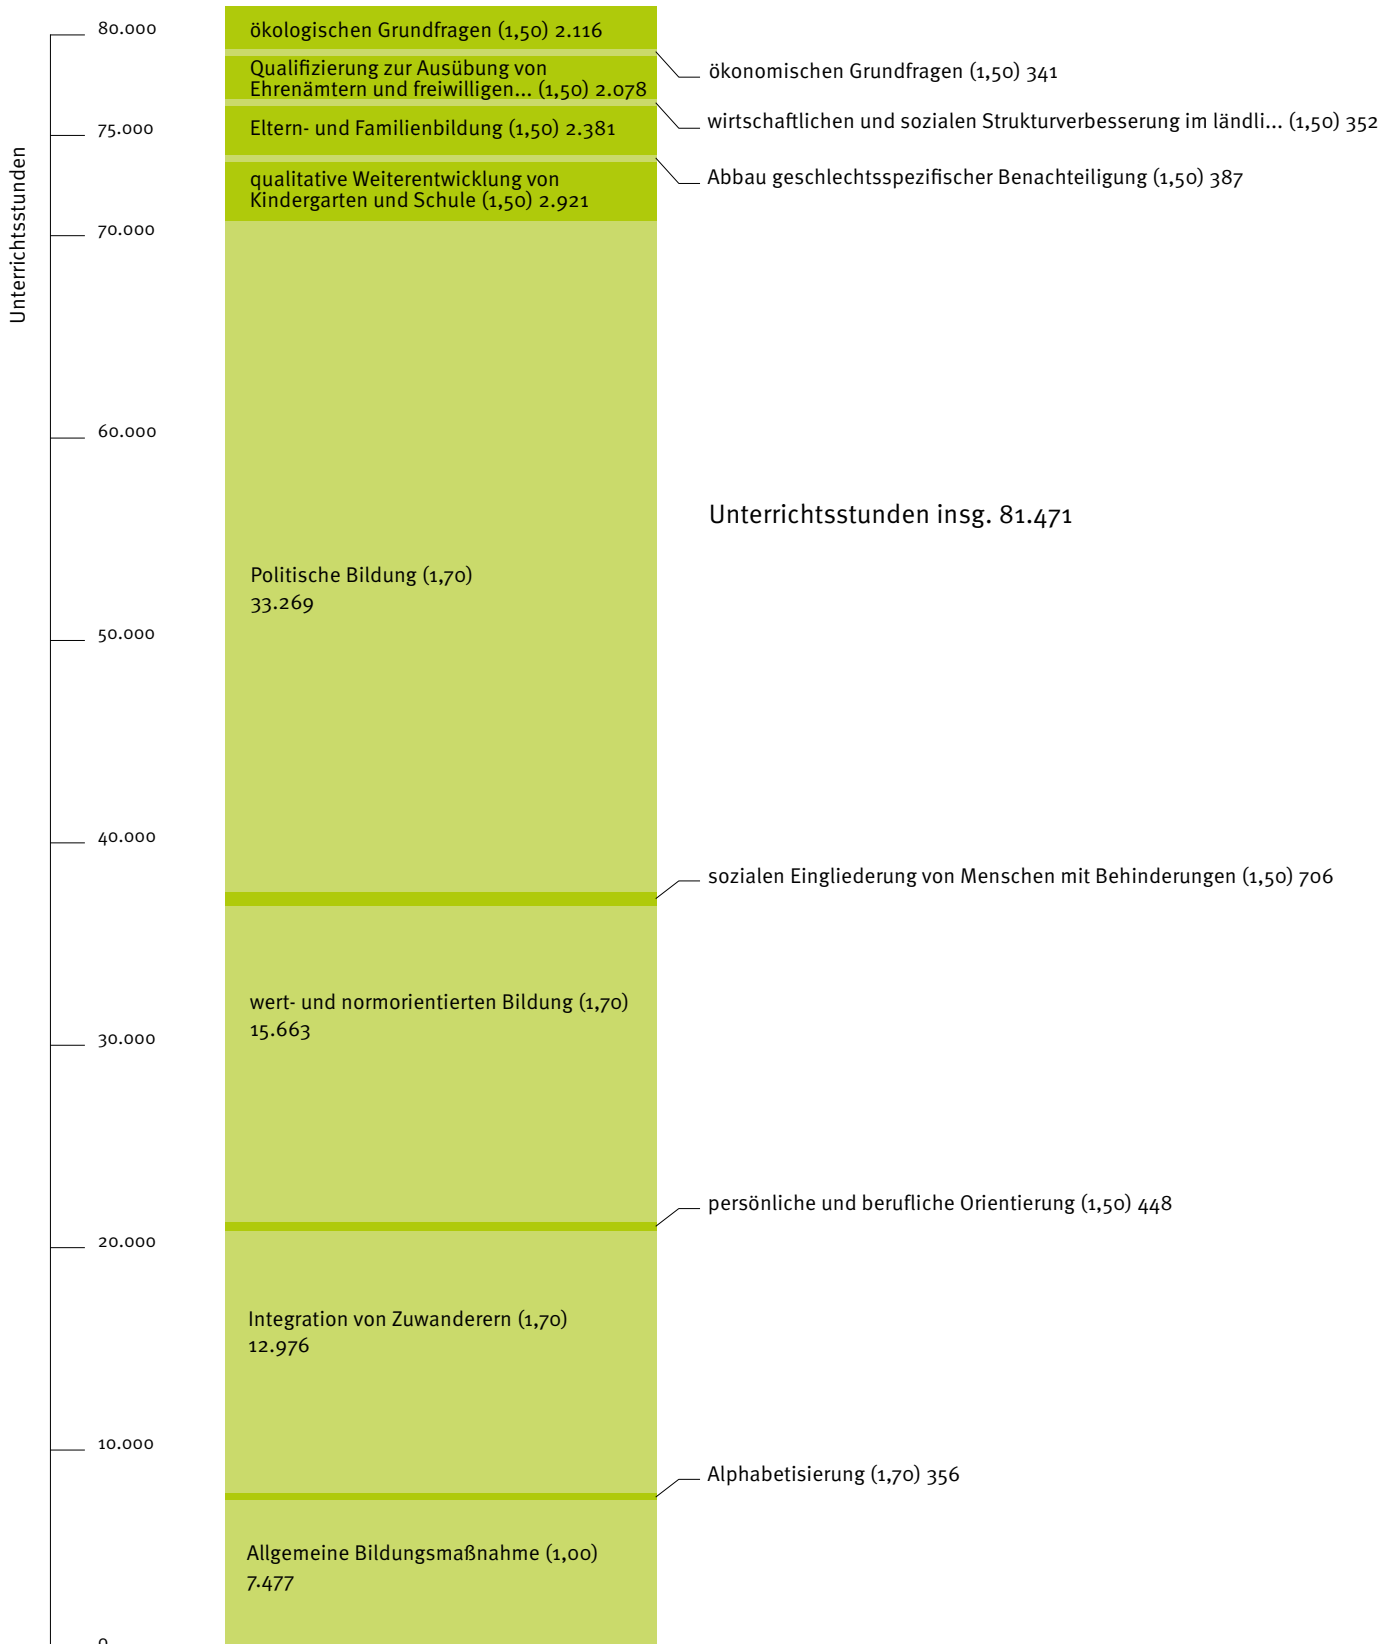 80.000
ökologischen Grundfragen (1,50) 2.116
ökonomischen Grundfragen (1,50) 341
Qualifizierung zur Ausübung von
Ehrenämtern und freiwilligen... (1,50) 2.078
wirtschaftlichen und sozialen Strukturverbesserung im ländli... (1,50) 352
75.000
Eltern- und Familienbildung (1,50) 2.381
Abbau geschlechtsspezifischer Benachteiligung (1,50) 387
qualitative Weiterentwicklung von
Kindergarten und Schule (1,50) 2.921
Unterrichtsstunden
70.000
60.000
Unterrichtsstunden insg. 81.471
Politische Bildung (1,70)
33.269
50.000
40.000
sozialen Eingliederung von Menschen mit Behinderungen (1,50) 706
wert- und normorientierten Bildung (1,70)
15.663
30.000
persönliche und berufliche Orientierung (1,50) 448
20.000
Integration von Zuwanderern (1,70)
12.976
10.000
Alphabetisierung (1,70) 356
Allgemeine Bildungsmaßnahme (1,00)
7.477
0